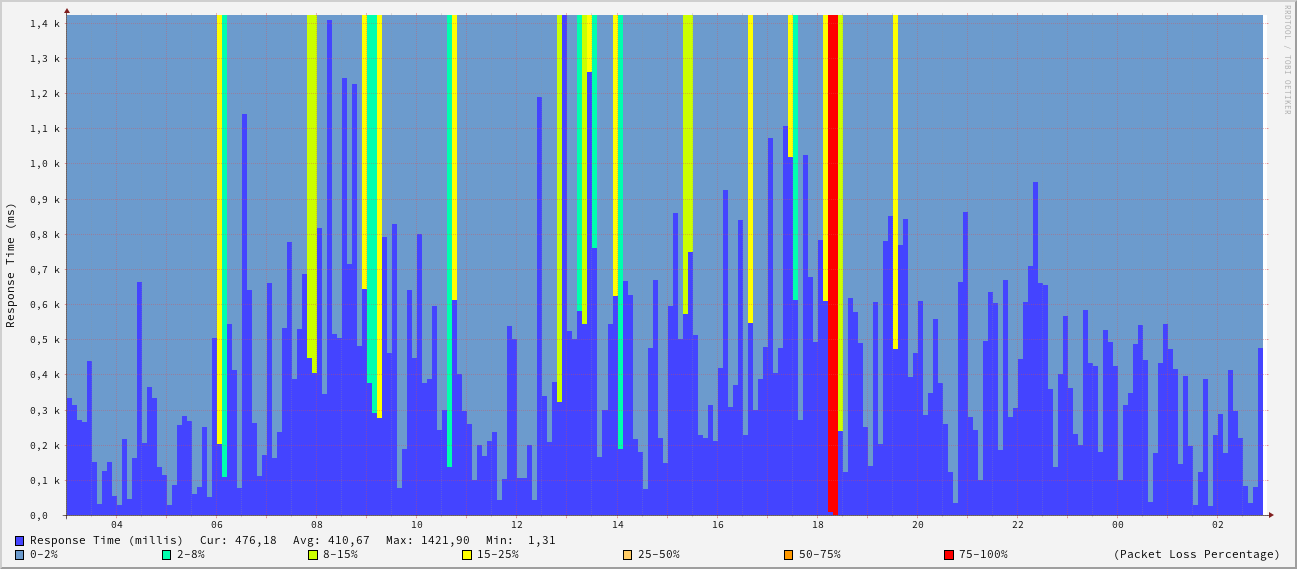 1,4 k
1,3 k
1,2 k
1,1 k
1,0 k
0,9 k
0,8 k
0,7 k
0,6 k
0,5 k
0,4 k
0,3 k
0,2 k
0,1 k
0,0
Response Time (ms)
RRDTOOL / TOBI OETIKER
04 06 08 10 12 14 16 18 20 22 00 02
Response Time (millis) Cur: 476,18 Avg: 410,67 Max: 1421,90 Min: 1,31
0-2% 2-8% 8-15% 15-25% 25-50% 50-75% 75-100% (Packet Loss Percentage)